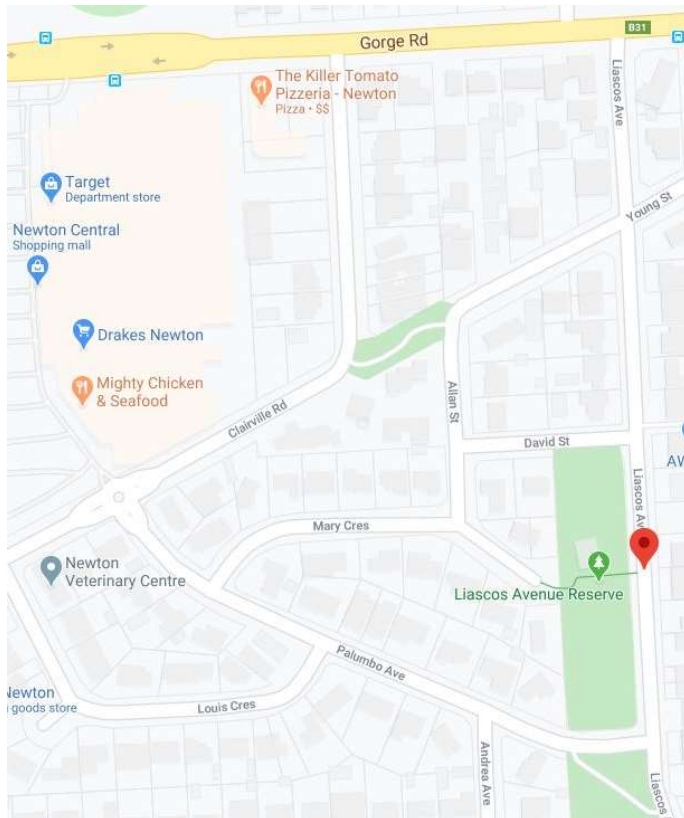 B31
Gorge Rd
The Killer Tomato
Pizzeria - Newton
Pizza • $$
Liascos Ave
Target
Department store
Young St
Newton Central
Shopping mall
Drakes Newton
Mighty Chicken
& Seafood
Clairville Rd
Allan St
David St
AW
Liascos Av
Mary Cres
Newton
Veterinary Centre
Liascos Avenue Reserve
Palumbo Ave
Newton
goods store
Louis Cres
Andrea Ave
Liascos